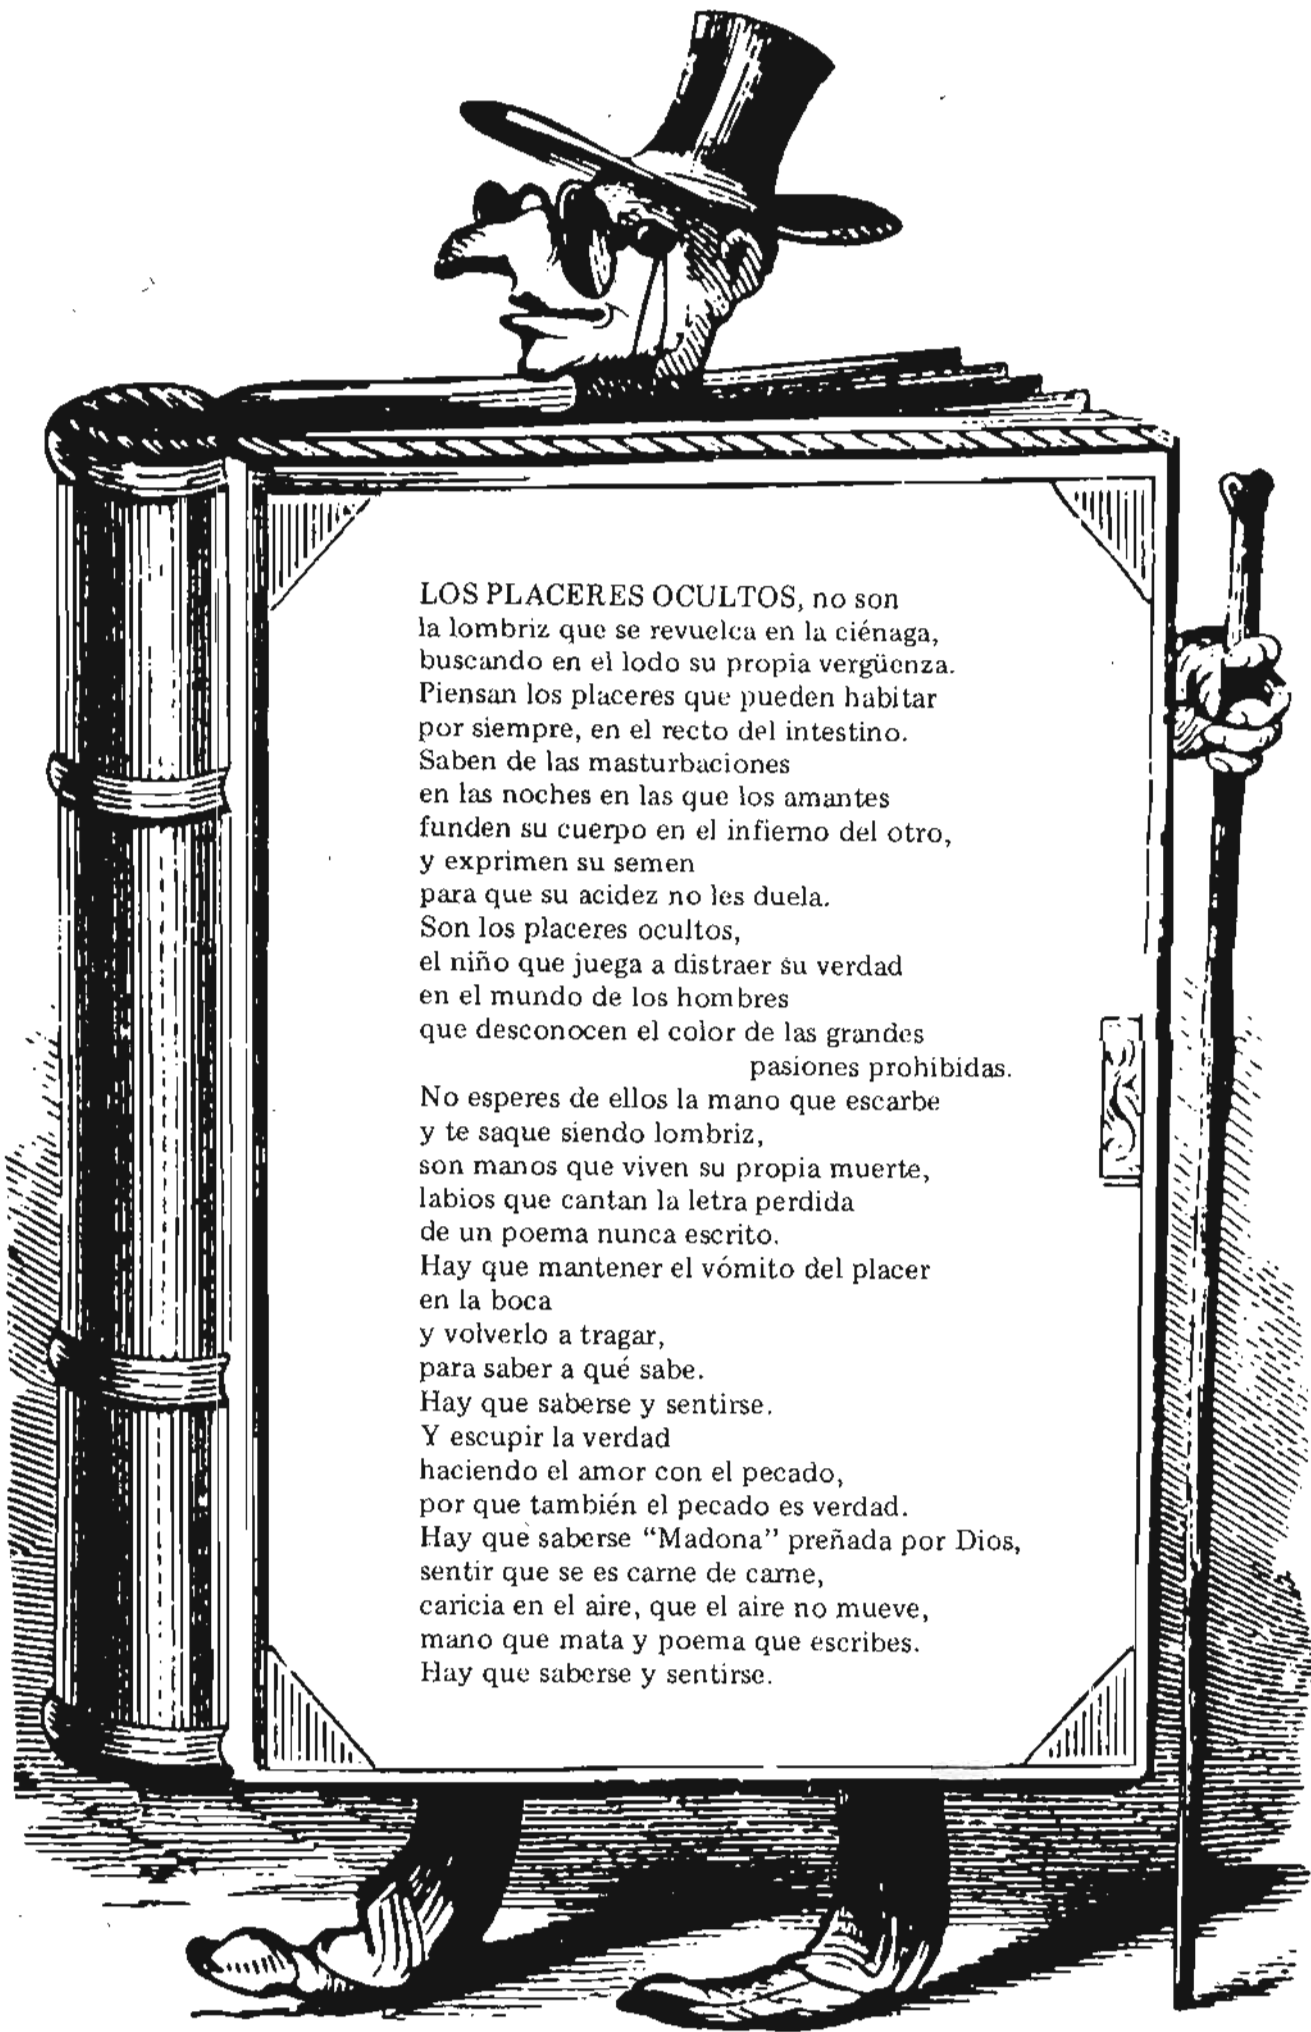 LOS PLACERES OCULTOS, no son
la lombriz que se revuelca en la ciénaga,
buscando en el lodo su propia vergüenza.
Piensan los placeres que pueden habitar
por siempre, en el recto del intestino.
Saben de las masturbaciones
en las noches en las que los amantes
funden su cuerpo en el infierno del otro,
y exprimen su semen
para que su acidez no les duela.
Son los placeres ocultos,
el niño que juega a distraer su verdad
en el mundo de los hombres
que desconocen el color de las grandes
pasiones prohibidas.
No esperes de ellos la mano que escarbe
y te saque siendo lombriz,
son manos que viven su propia muerte,
labios que cantan la letra perdida
de un poema nunca escrito.
Hay que mantener el vómito del placer
en la boca
y volverlo a tragar,
para saber a qué sabe.
Hay que saberse y sentirse.
Y escupir la verdad
haciendo el amor con el pecado,
por que también el pecado es verdad.
Hay que saberse “Madona” preñada por Dios,
sentir que se es carne de carne,
caricia en el aire, que el aire no mueve,
mano que mata y poema que escribes.
Hay que saberse y sentirse.